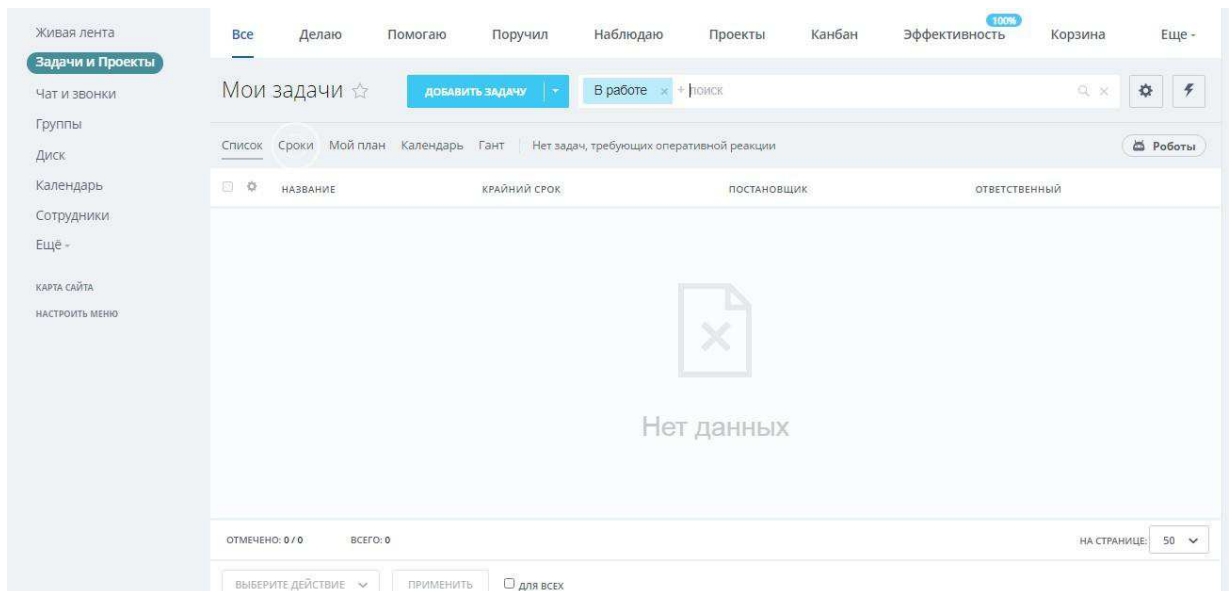 Живая лента
Задачи и Проекты
Чат и звонки
Группы
Диск
Календарь
Сотрудники
Ещё -
КАРТА САЙТА
НАСТРОИТЬ МЕНЮ
100%
Все Делаю Помогаю Поручил Наблюдаю Проекты Канбан Эффективность Корзина Еще -
Мои задачи ДОБАВИТЬ ЗАДАЧУ В работе × + поиск
Список Сроки Мой план Календарь Гант Нет задач, требующих оперативной реакции Роботы
НАЗВАНИЕ КРАЙНИЙ СРОК ПОСТАНОВЩИК ОТВЕТСТВЕННЫЙ
Нет данных
ОТМЕЧЕНО: 0 / 0 ВСЕГО: 0 НА СТРАНИЦЕ: 50
ВЫБЕРИТЕ ДЕЙСТВИЕ ПРИМЕНИТЬ ДЛЯ ВСЕХ